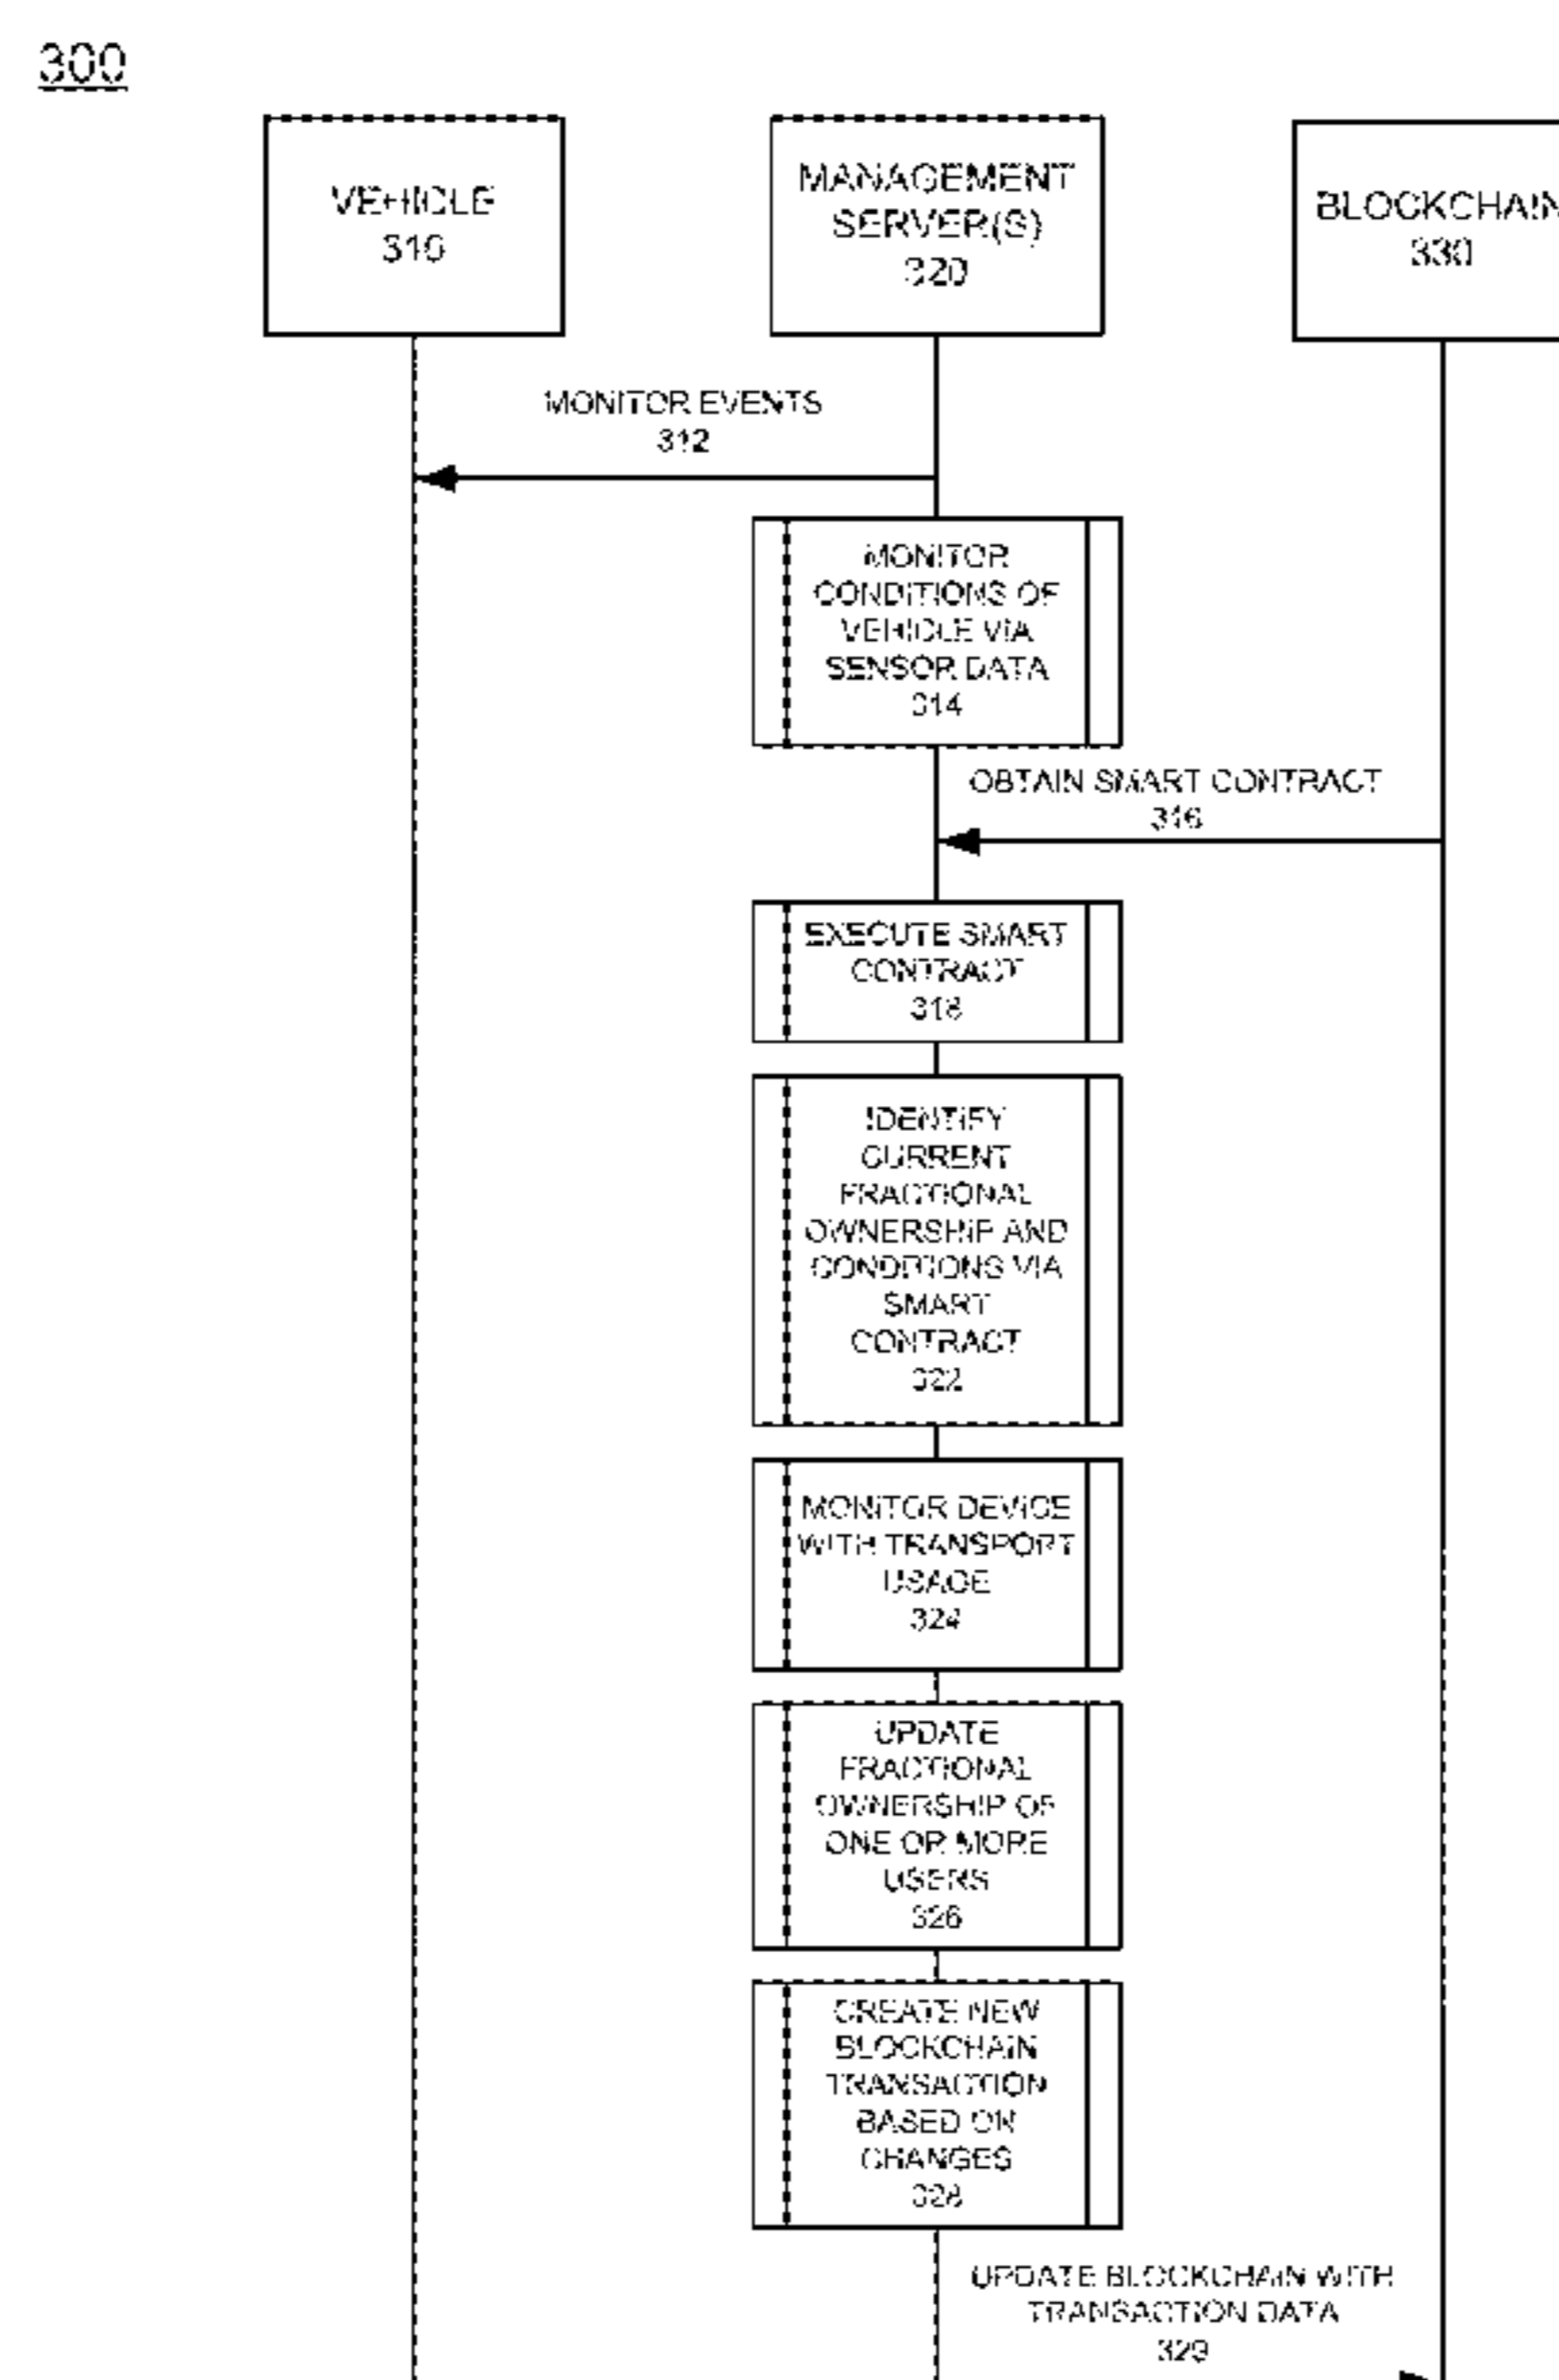 300
VEHICLE
310
MANAGEMENT
SERVER(S)
320
BLOCKCHAIN
330
MONITOR EVENTS
312
MONITOR
CONDITIONS OF
VEHICLE VIA
SENSOR DATA
314
OBTAIN SMART CONTRACT
316
EXECUTE SMART
CONTRACT
318
IDENTIFY
CURRENT
FRACTIONAL
OWNERSHIP AND
CONDITIONS VIA
SMART
CONTRACT
322
MONITOR DEVICE
WITH TRANSPORT
USAGE
324
UPDATE
FRACTIONAL
OWNERSHIP OF
ONE OR MORE
USERS
326
CREATE NEW
BLOCKCHAIN
TRANSACTION
BASED ON
CHANGES
328
UPDATE BLOCKCHAIN WITH
TRANSACTION DATA
329